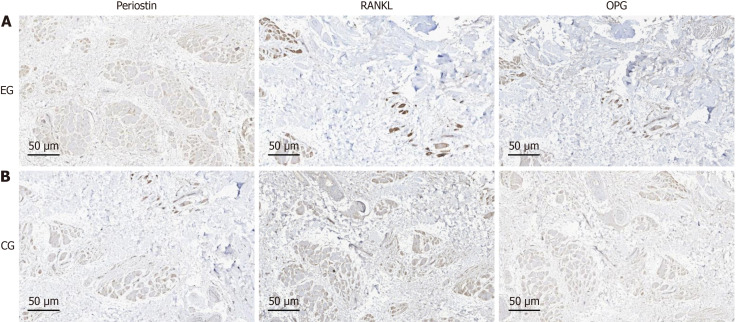 Periostin RANKL OPG
A
EG
50 μm 50 μm 50 μm
B
CG
50 μm 50 μm 50 μm